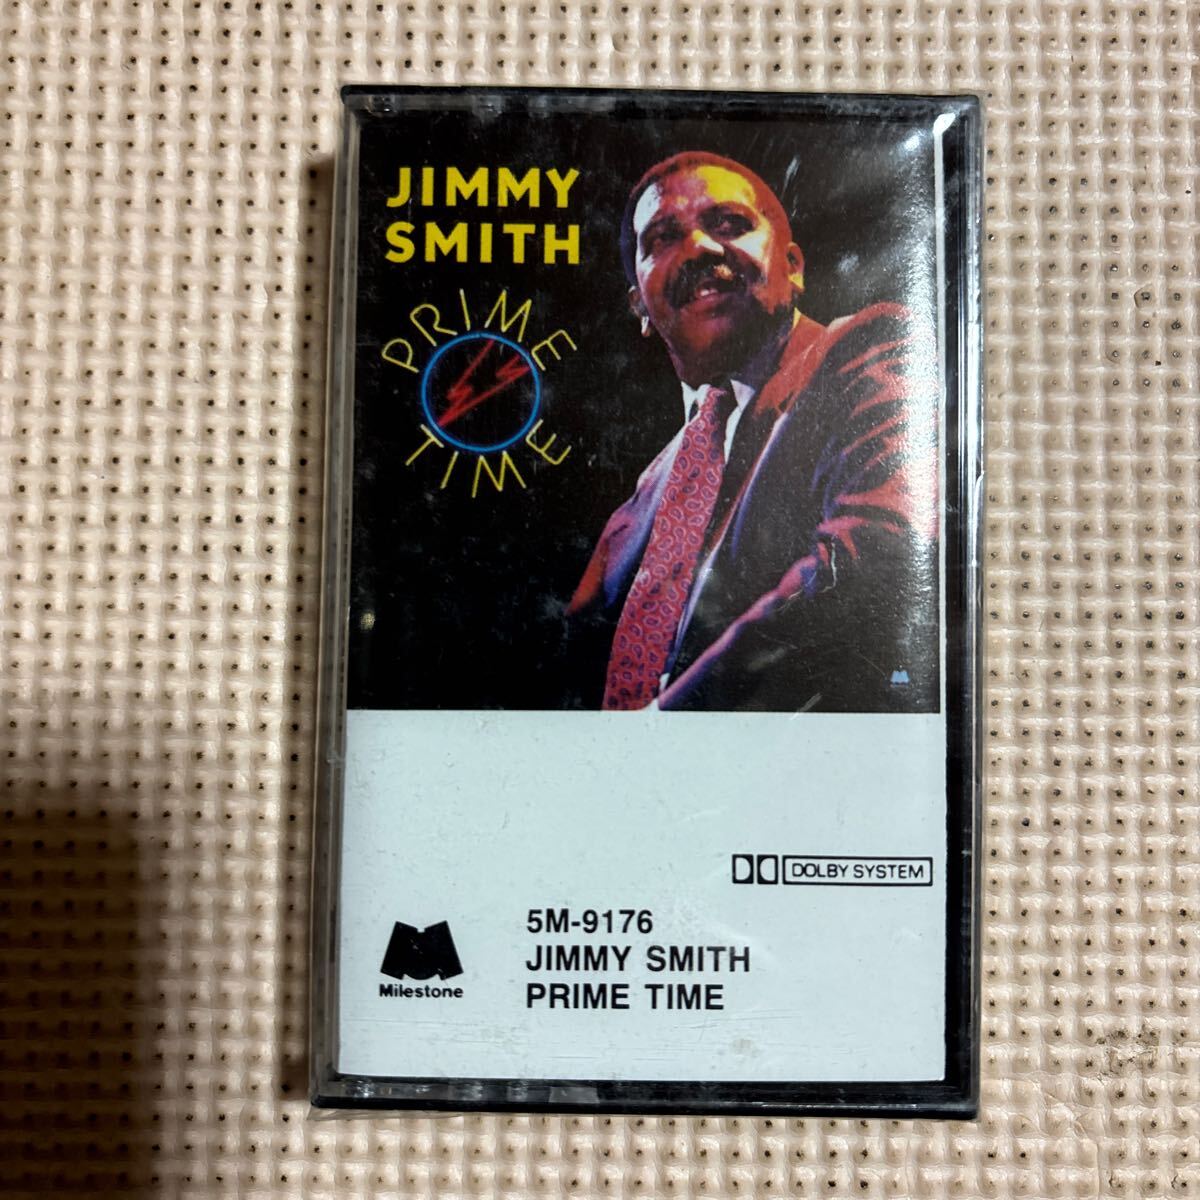 JIMMY
SMITH
PRIME
TIME
DOLBY SYSTEM
5M-9176
JIMMY SMITH
PRIME TIME
Milestone